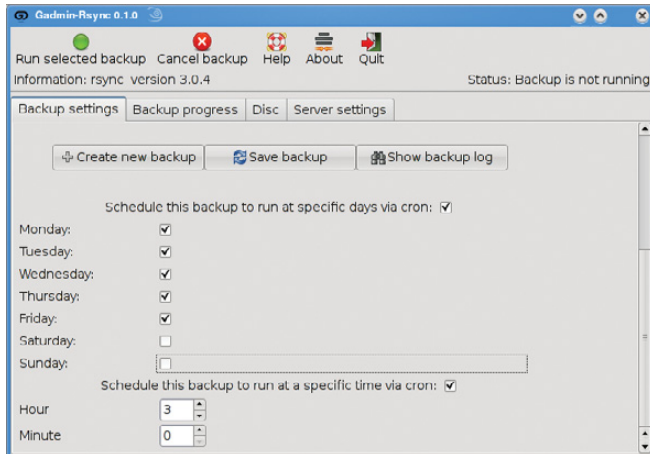 Gadmin-Rsync 0.1.0
Run selected backup Cancel backup Help About Quit
Information: rsync version 3.0.4 Status: Backup is not running
Backup settings Backup progress Disc Server settings
Create new backup Save backup Show backup log
Schedule this backup to run at specific days via cron:
Monday:
Tuesday:
Wednesday:
Thursday:
Friday:
Saturday:
Sunday:
Schedule this backup to run at a specific time via cron:
Hour 3
Minute 0